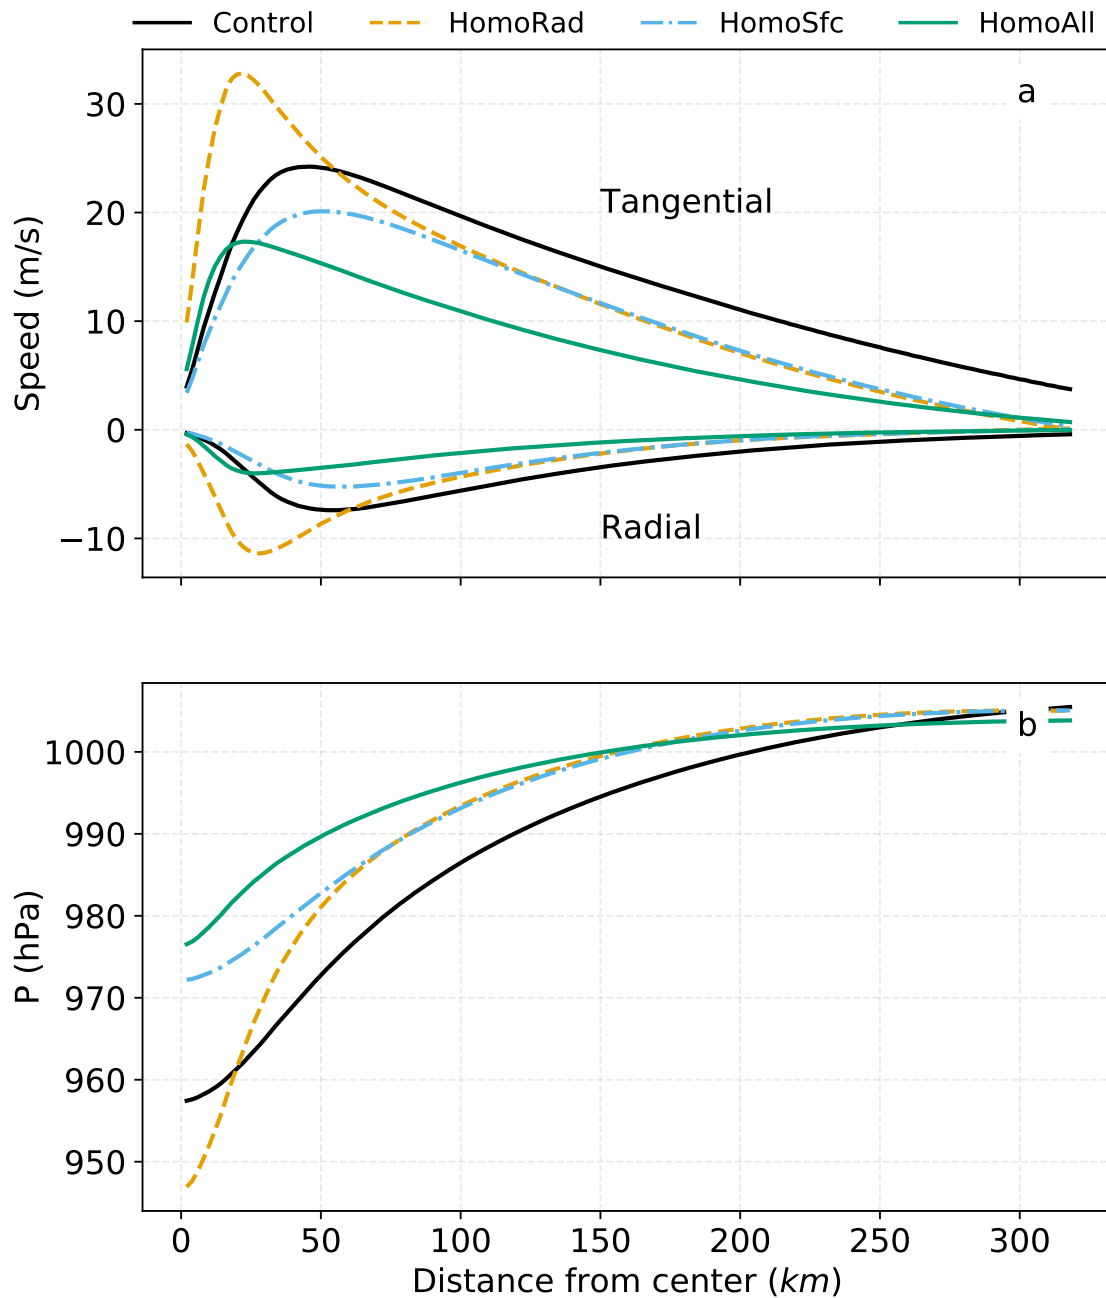 Control HomoRad HomoSfc HomoAll
a
30
20
10
0
−10
Speed (m/s)
Tangential
Radial
b
1000
990
980
970
960
950
P (hPa)
0 50 100 150 200 250 300
Distance from center (km)